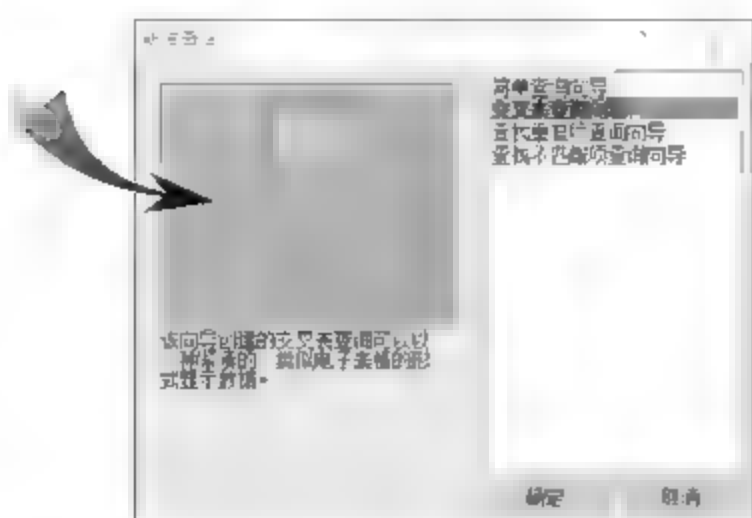 简单查询向导
交叉表查询向导
查找重复项查询向导
查找不匹配项查询向导
该向导创建的交叉表查询可以以
一种紧凑的、类似电子表格的形
式显示数据。
确定
取消